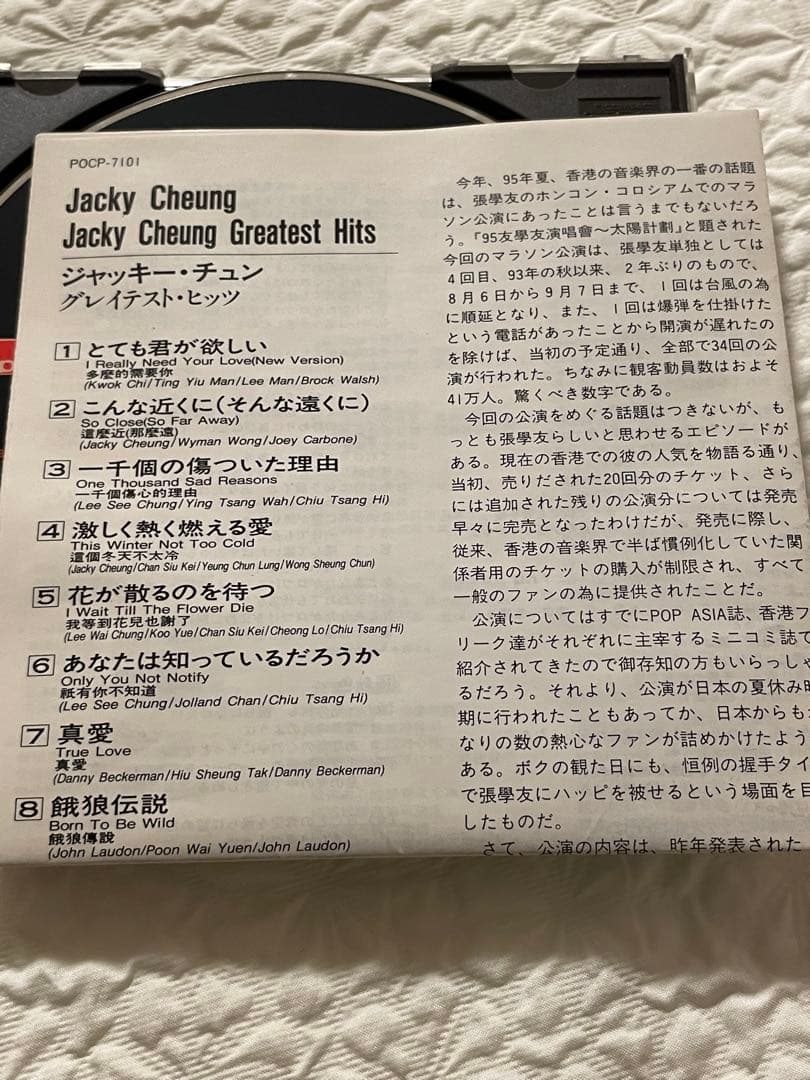 POCP-7101
Jacky Cheung
Jacky Cheung Greatest Hits
ジャッキー・チュン
グレイテスト・ヒッツ
1 とても君が欲しい
I Really Need Your Love(New Version)
多麼的需要你
(Kwok Chi/Ting Yiu Man/Lee Man/Brock Walsh)
2 こんな近くに(そんな遠くに)
So Close(So Far Away)
這麼近(那麼遠)
(Jacky Cheung/Wyman Wong/Joey Carbone)
3 一千個の傷ついた理由
One Thousand Sad Reasons
一千個傷心的理由
(Lee See Chung/Ying Tsang Wah/Chiu Tsang Hi)
4 激しく熱く燃える愛
This Winter Not Too Cold
這個冬天不太冷
(Jacky Cheung/Chan Siu Kei/Yeung Chun Lung/Wong Sheung Chun)
5 花が散るのを待つ
I Wait Till The Flower Die
我等到花兒也謝了
(Lee Wai Chung/Koo Yue/Chan Siu Kei/Cheong Lo/Chiu Tsang Hi)
6 あなたは知っているだろうか
Only You Not Notify
祇有你不知道
(Lee See Chung/Jolland Chan/Chiu Tsang Hi)
7 真愛
True Love
真愛
(Danny Beckerman/Hiu Sheung Tak/Danny Beckerman)
8 餓狼伝説
Born To Be Wild
餓狼傳説
(John Laudon/Poon Wai Yuen/John Laudon)
今年、95年夏、香港の音楽界の一番の話題
は、張學友のホンコン・コロシアムでのマラ
ソン公演にあったことは言うまでもないだろ
う。「95友學友演唱會〜太陽計劃」と題された
今回のマラソン公演は、張學友単独としては
4回目、93年の秋以来、2年ぶりのもので、
8月6日から9月7日まで、1回は台風の為
に順延となり、また、1回は爆弾を仕掛けた
という電話があったことから開演が遅れたの
を除けば、当初の予定通り、全部で34回の公
演が行われた。ちなみに観客動員数はおよそ
41万人。驚くべき数字である。
今回の公演をめぐる話題はつきないが、も
っとも張學友らしいと思わせるエピソードが
ある。現在の香港での彼の人気を物語る通り、
当初、売りだされた20回分のチケット、さら
には追加された残りの公演分については発売
早々に完売となったわけだが、発売に際し、
従来、香港の音楽界で半ば慣例化していた関
係者用のチケットの購入が制限され、すべて
一般のファンの為に提供されたことだ。
公演についてはすでにPOP ASIA誌、香港フ
リーク達がそれぞれに主宰するミニコミ誌で
紹介されてきたので御存知の方もいらっしゃ
るだろう。それより、公演が日本の夏休み時
期に行われたこともあってか、日本からもか
なりの数の熱心なファンが詰めかけたよう
ある。ボクの観た日にも、恒例の握手タイ
で張學友にハッピを被せるという場面を目
したものだ。
さて、公演の内容は、昨年発表された